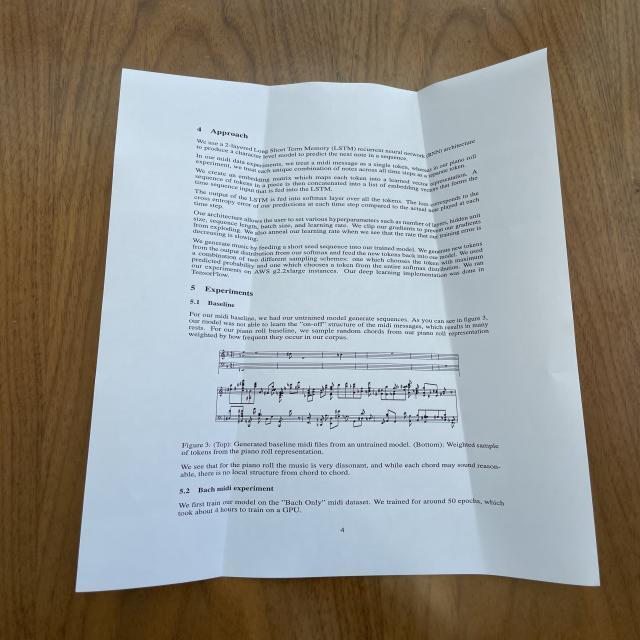 4 Approach
We use a 2-layered Long Short Term Memory (LSTM) recurrent neural network (RNN) architecture
to produce a character level model to predict the next note in a sequence.
In our midi data experiments, we treat a midi message as a single token, whereas in our piano roll
experiment, we treat each unique combination of notes across all time steps as a separate token.
We create an embedding matrix which maps each token into a learned vector representation. A
sequence of tokens in a piece is then concatenated into a list of embedding vectors that forms the
time sequence input that is fed into the LSTM.
The output of the LSTM is fed into softmax layer over all the tokens. The loss corresponds to the
cross entropy error of our predictions at each time step compared to the actual note played at each
time step.
Our architecture allows the user to set various hyperparameters such as number of layers, hidden unit
size, sequence length, batch size, and learning rate. We clip our gradients to prevent our gradients
from exploding. We also anneal our learning rate when we see that the rate that our training error is
decreasing is slowing.
We generate music by feeding a short seed sequence into our trained model. We generate new tokens
from the output distribution from our softmax and feed the new tokens back into our model. We used
a combination of two different sampling schemes: one which chooses the token with maximum
predicted probability and one which chooses a token from the entire softmax distribution. We ran
our experiments on AWS g2.2xlarge instances. Our deep learning implementation was done in
TensorFlow.
5 Experiments
5.1 Baseline
For our midi baseline, we had our untrained model generate sequences. As you can see in figure 3,
our model was not able to learn the "on-off" structure of the midi messages, which results in many
rests. For our piano roll baseline, we sample random chords from our piano roll representation
weighted by how frequently they occur in our corpus.
Figure 3: (Top): Generated baseline midi files from an untrained model. (Bottom): Weighted sample
of tokens from the piano roll representation.
We see that for the piano roll the music is very dissonant, and while each chord may sound reason-
able, there is no local structure from chord to chord.
5.2 Bach midi experiment
We first train our model on the "Bach Only" midi dataset. We trained for around 50 epochs, which
took about 4 hours to train on a GPU.
4